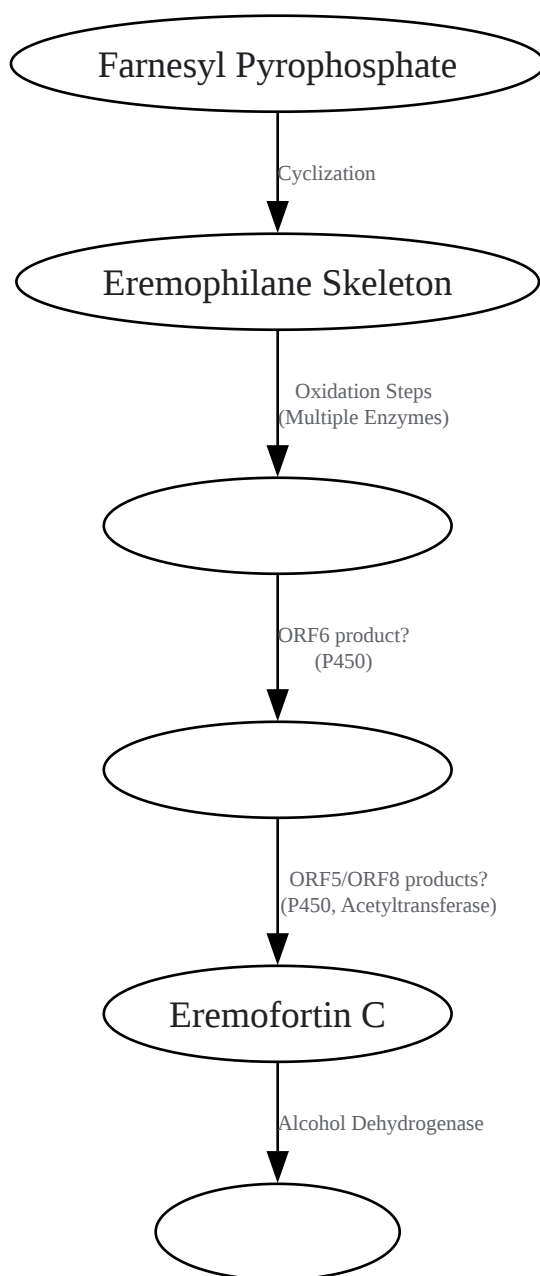 Farnesyl Pyrophosphate
Cyclization
Eremophilane Skeleton
Oxidation Steps
(Multiple Enzymes)
ORF6 product?
(P450)
ORF5/ORF8 products?
(P450, Acetyltransferase)
Eremofortin C
Alcohol Dehydrogenase